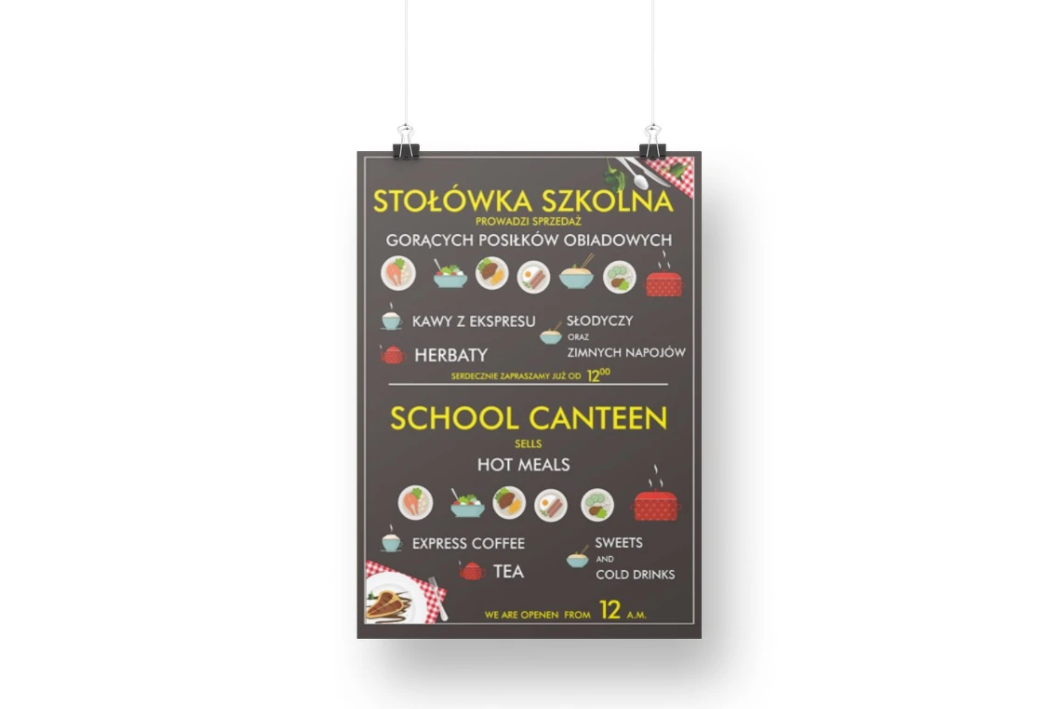 STOŁÓWKA SZKOLNA
PROWADZI SPRZEDAŻ
GORĄCYCH POSIŁKÓW OBIADOWYCH
KAWY Z EKSPRESU
HERBATY
SŁODYCZY
ORAZ
ZIMNYCH NAPOJÓW
SERDECZNIE ZAPRASZAMY JUŻ OD 12⁰⁰
SCHOOL CANTEEN
SELLS
HOT MEALS
EXPRESS COFFEE
TEA
SWEETS
AND
COLD DRINKS
WE ARE OPENEN FROM 12 A.M.